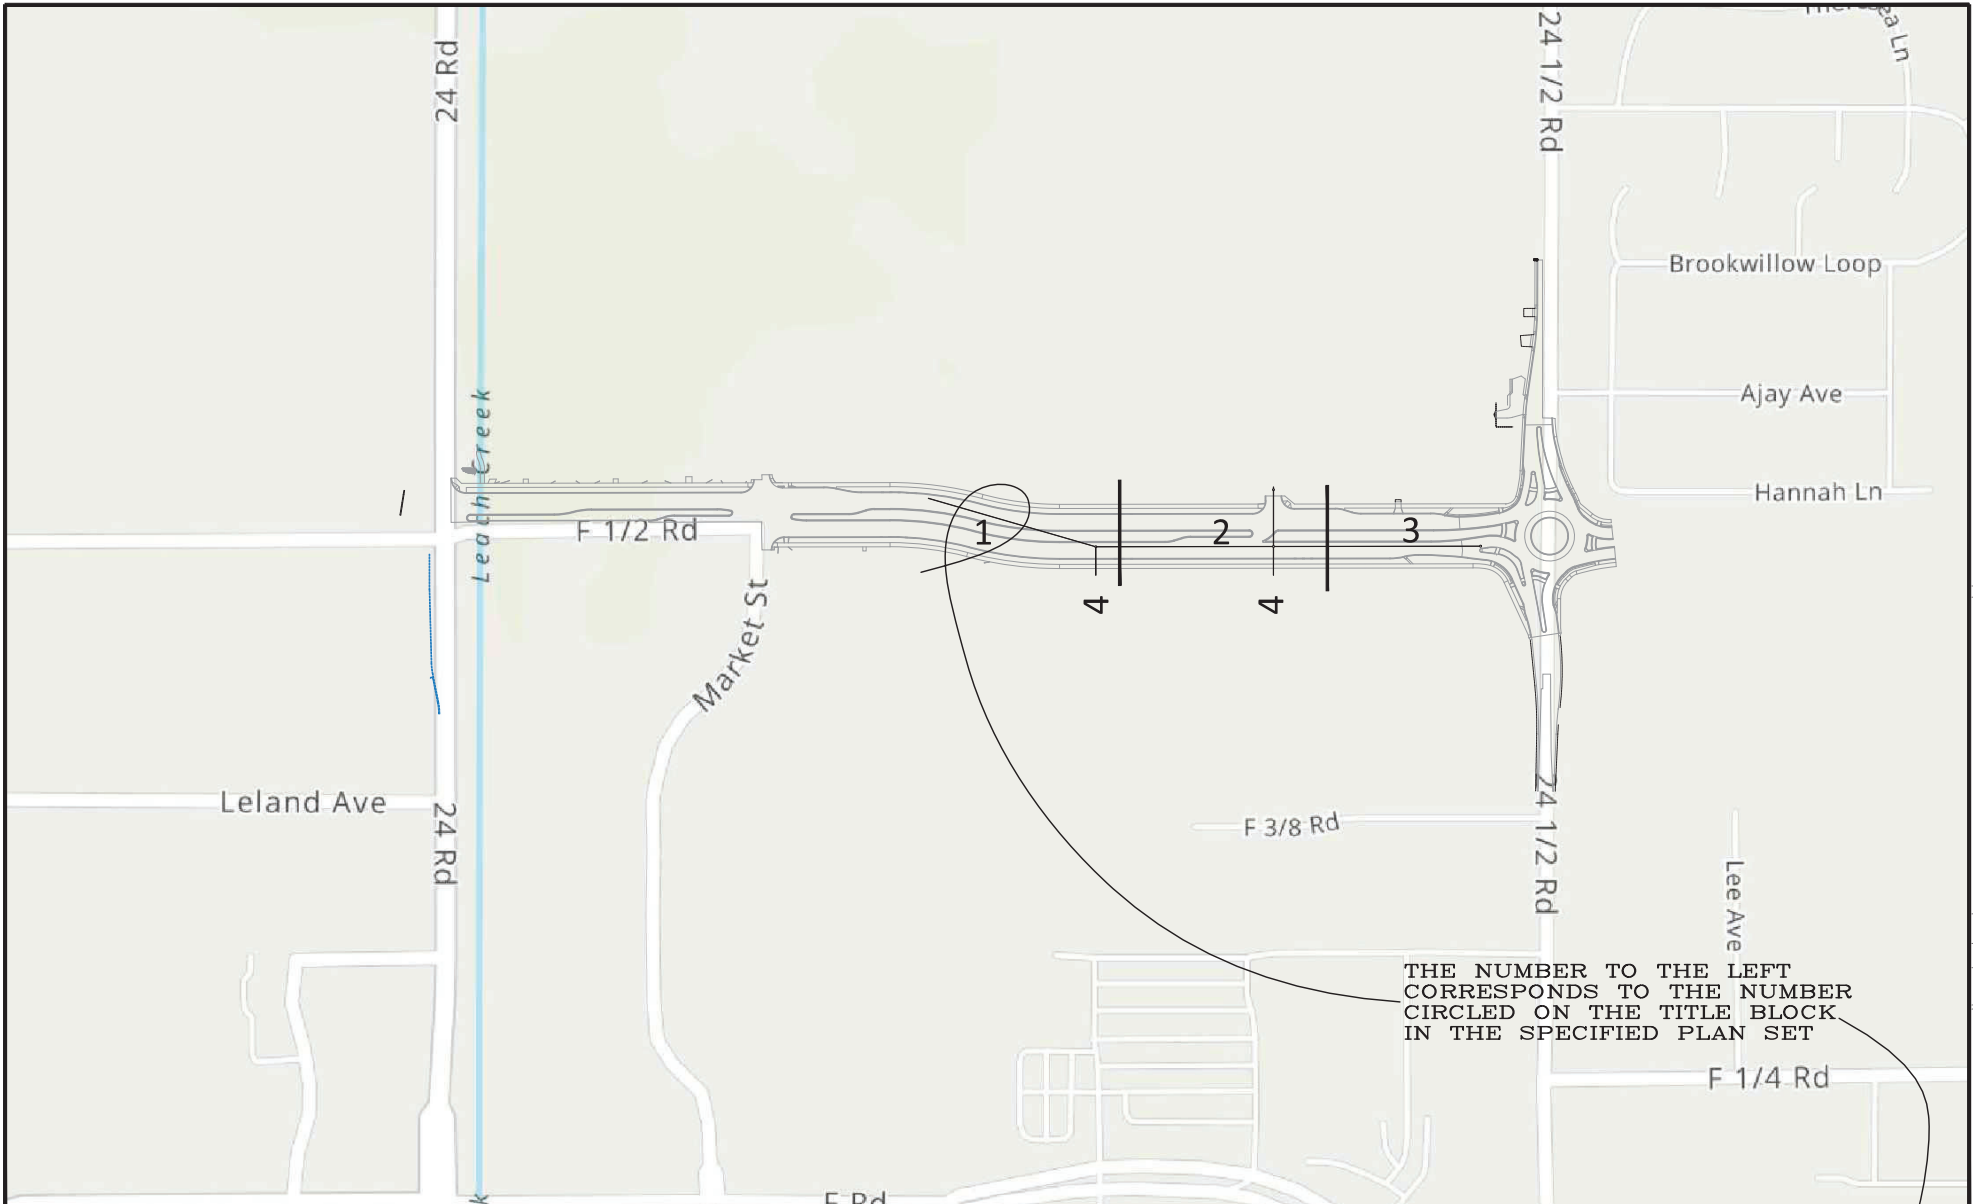 24 Rd
24 1/2 Rd
Brookwillow Loop
Ajay Ave
Leach Creek
Hannah Ln
F 1/2 Rd
1
2
3
4
4
Market St
Leland Ave
24 Rd
F 3/8 Rd
24 1/2 Rd
Lee Ave
THE NUMBER TO THE LEFT
CORRESPONDS TO THE NUMBER
CIRCLED ON THE TITLE BLOCK
IN THE SPECIFIED PLAN SET
F 1/4 Rd
F Rd